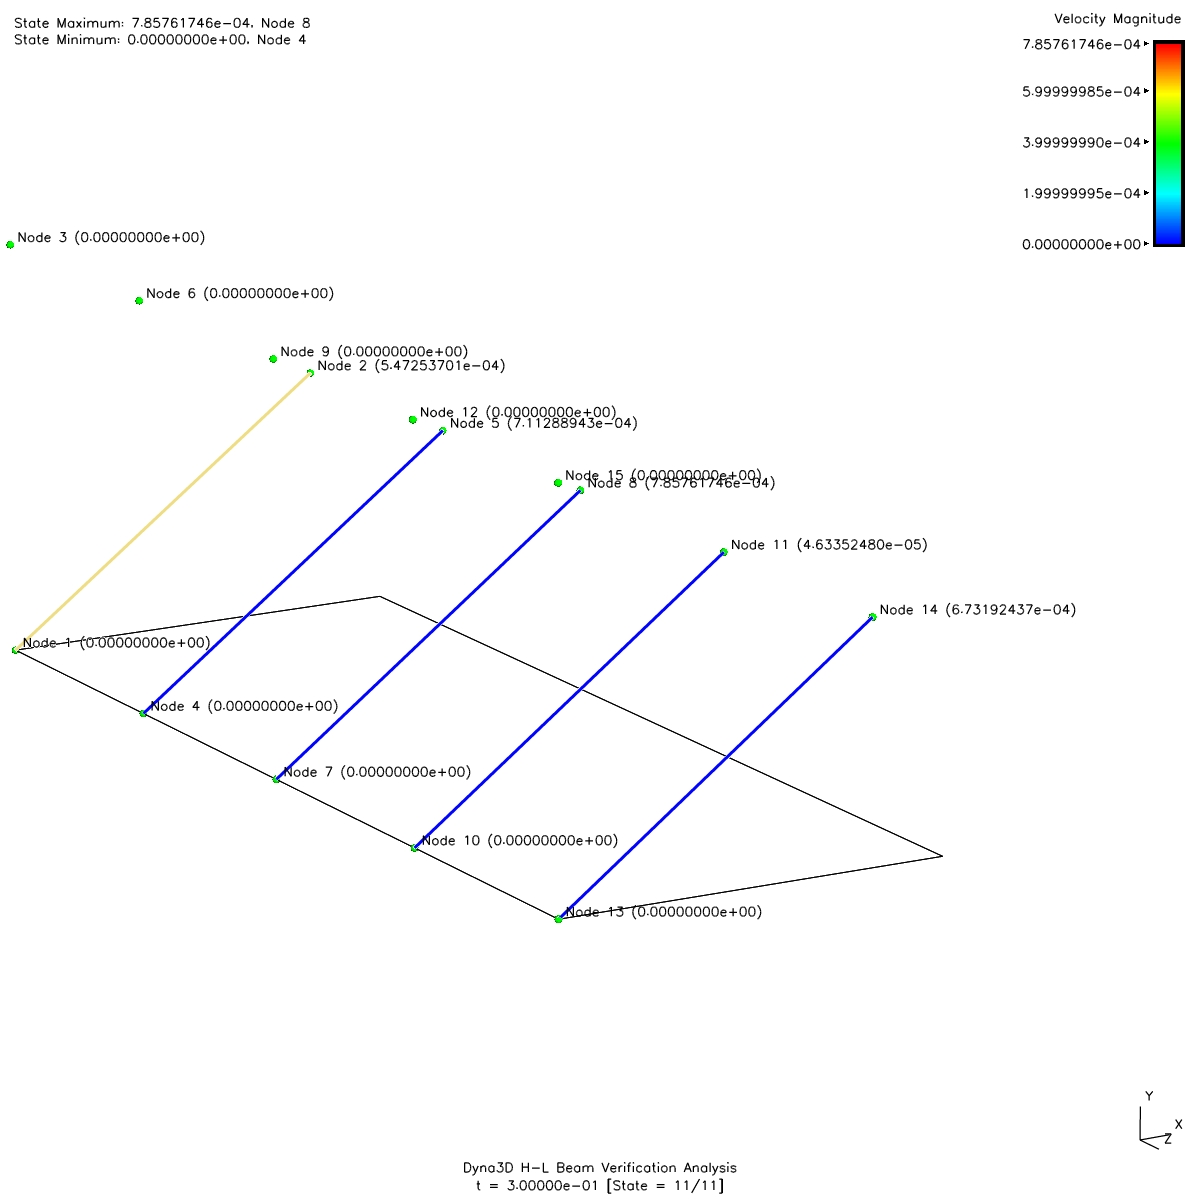 State Maximum: 7.85761746e-04, Node 8
State Minimum: 0.00000000e+00, Node 4
Velocity Magnitude
7.85761746e-04
5.99999985e-04
3.99999990e-04
1.99999995e-04
0.00000000e+00
Node 3 (0.00000000e+00)
Node 6 (0.00000000e+00)
Node 9 (0.00000000e+00)
Node 2 (5.47253701e-04)
Node 12 (0.00000000e+00)
Node 5 (7.11288943e-04)
Node 15 (0.00000000e+00)
Node 8 (7.85761746e-04)
Node 11 (4.63352480e-05)
Node 14 (6.73192437e-04)
Node 1 (0.00000000e+00)
Node 4 (0.00000000e+00)
Node 7 (0.00000000e+00)
Node 10 (0.00000000e+00)
Node 13 (0.00000000e+00)
Y
X
Z
Dyna3D H-L Beam Verification Analysis
t = 3.00000e-01 [State = 11/11]